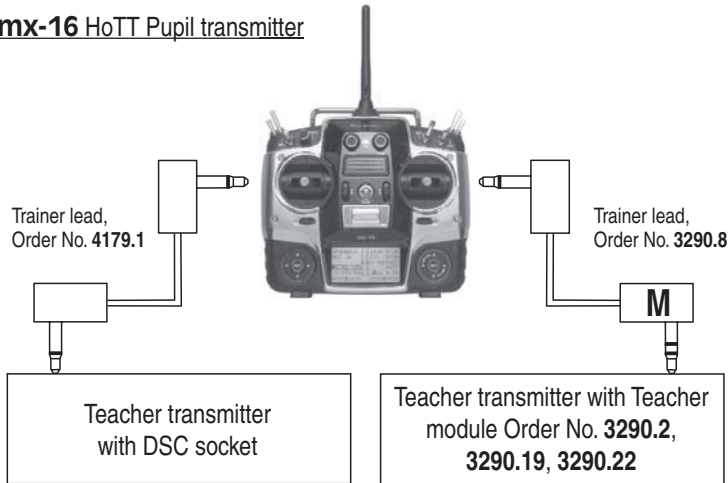 mx-16 HoTT Pupil transmitter
Trainer lead,
Order No. 4179.1
Trainer lead,
Order No. 3290.8
M
Teacher transmitter
with DSC socket
Teacher transmitter with Teacher
module Order No. 3290.2,
3290.19, 3290.22